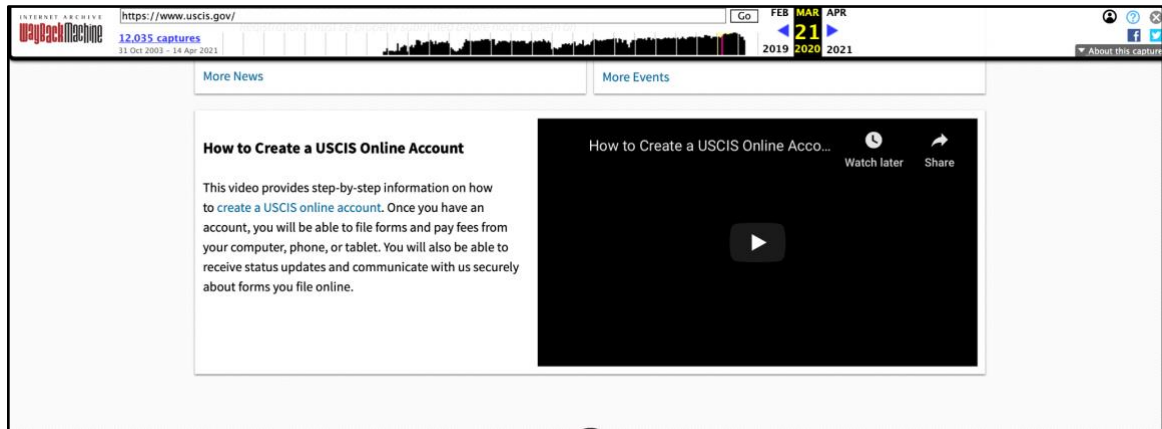 INTERNET ARCHIVE
WayBackMachine
https://www.uscis.gov/
Go
FEB MAR APR
12,035 captures
21
31 Oct 2003 – 14 Apr 2021
2019 2020 2021
About this capture
More News
More Events
How to Create a USCIS Online Account
This video provides step-by-step information on how
to create a USCIS online account. Once you have an
account, you will be able to file forms and pay fees from
your computer, phone, or tablet. You will also be able to
receive status updates and communicate with us securely
about forms you file online.
How to Create a USCIS Online Acco...
Watch later
Share